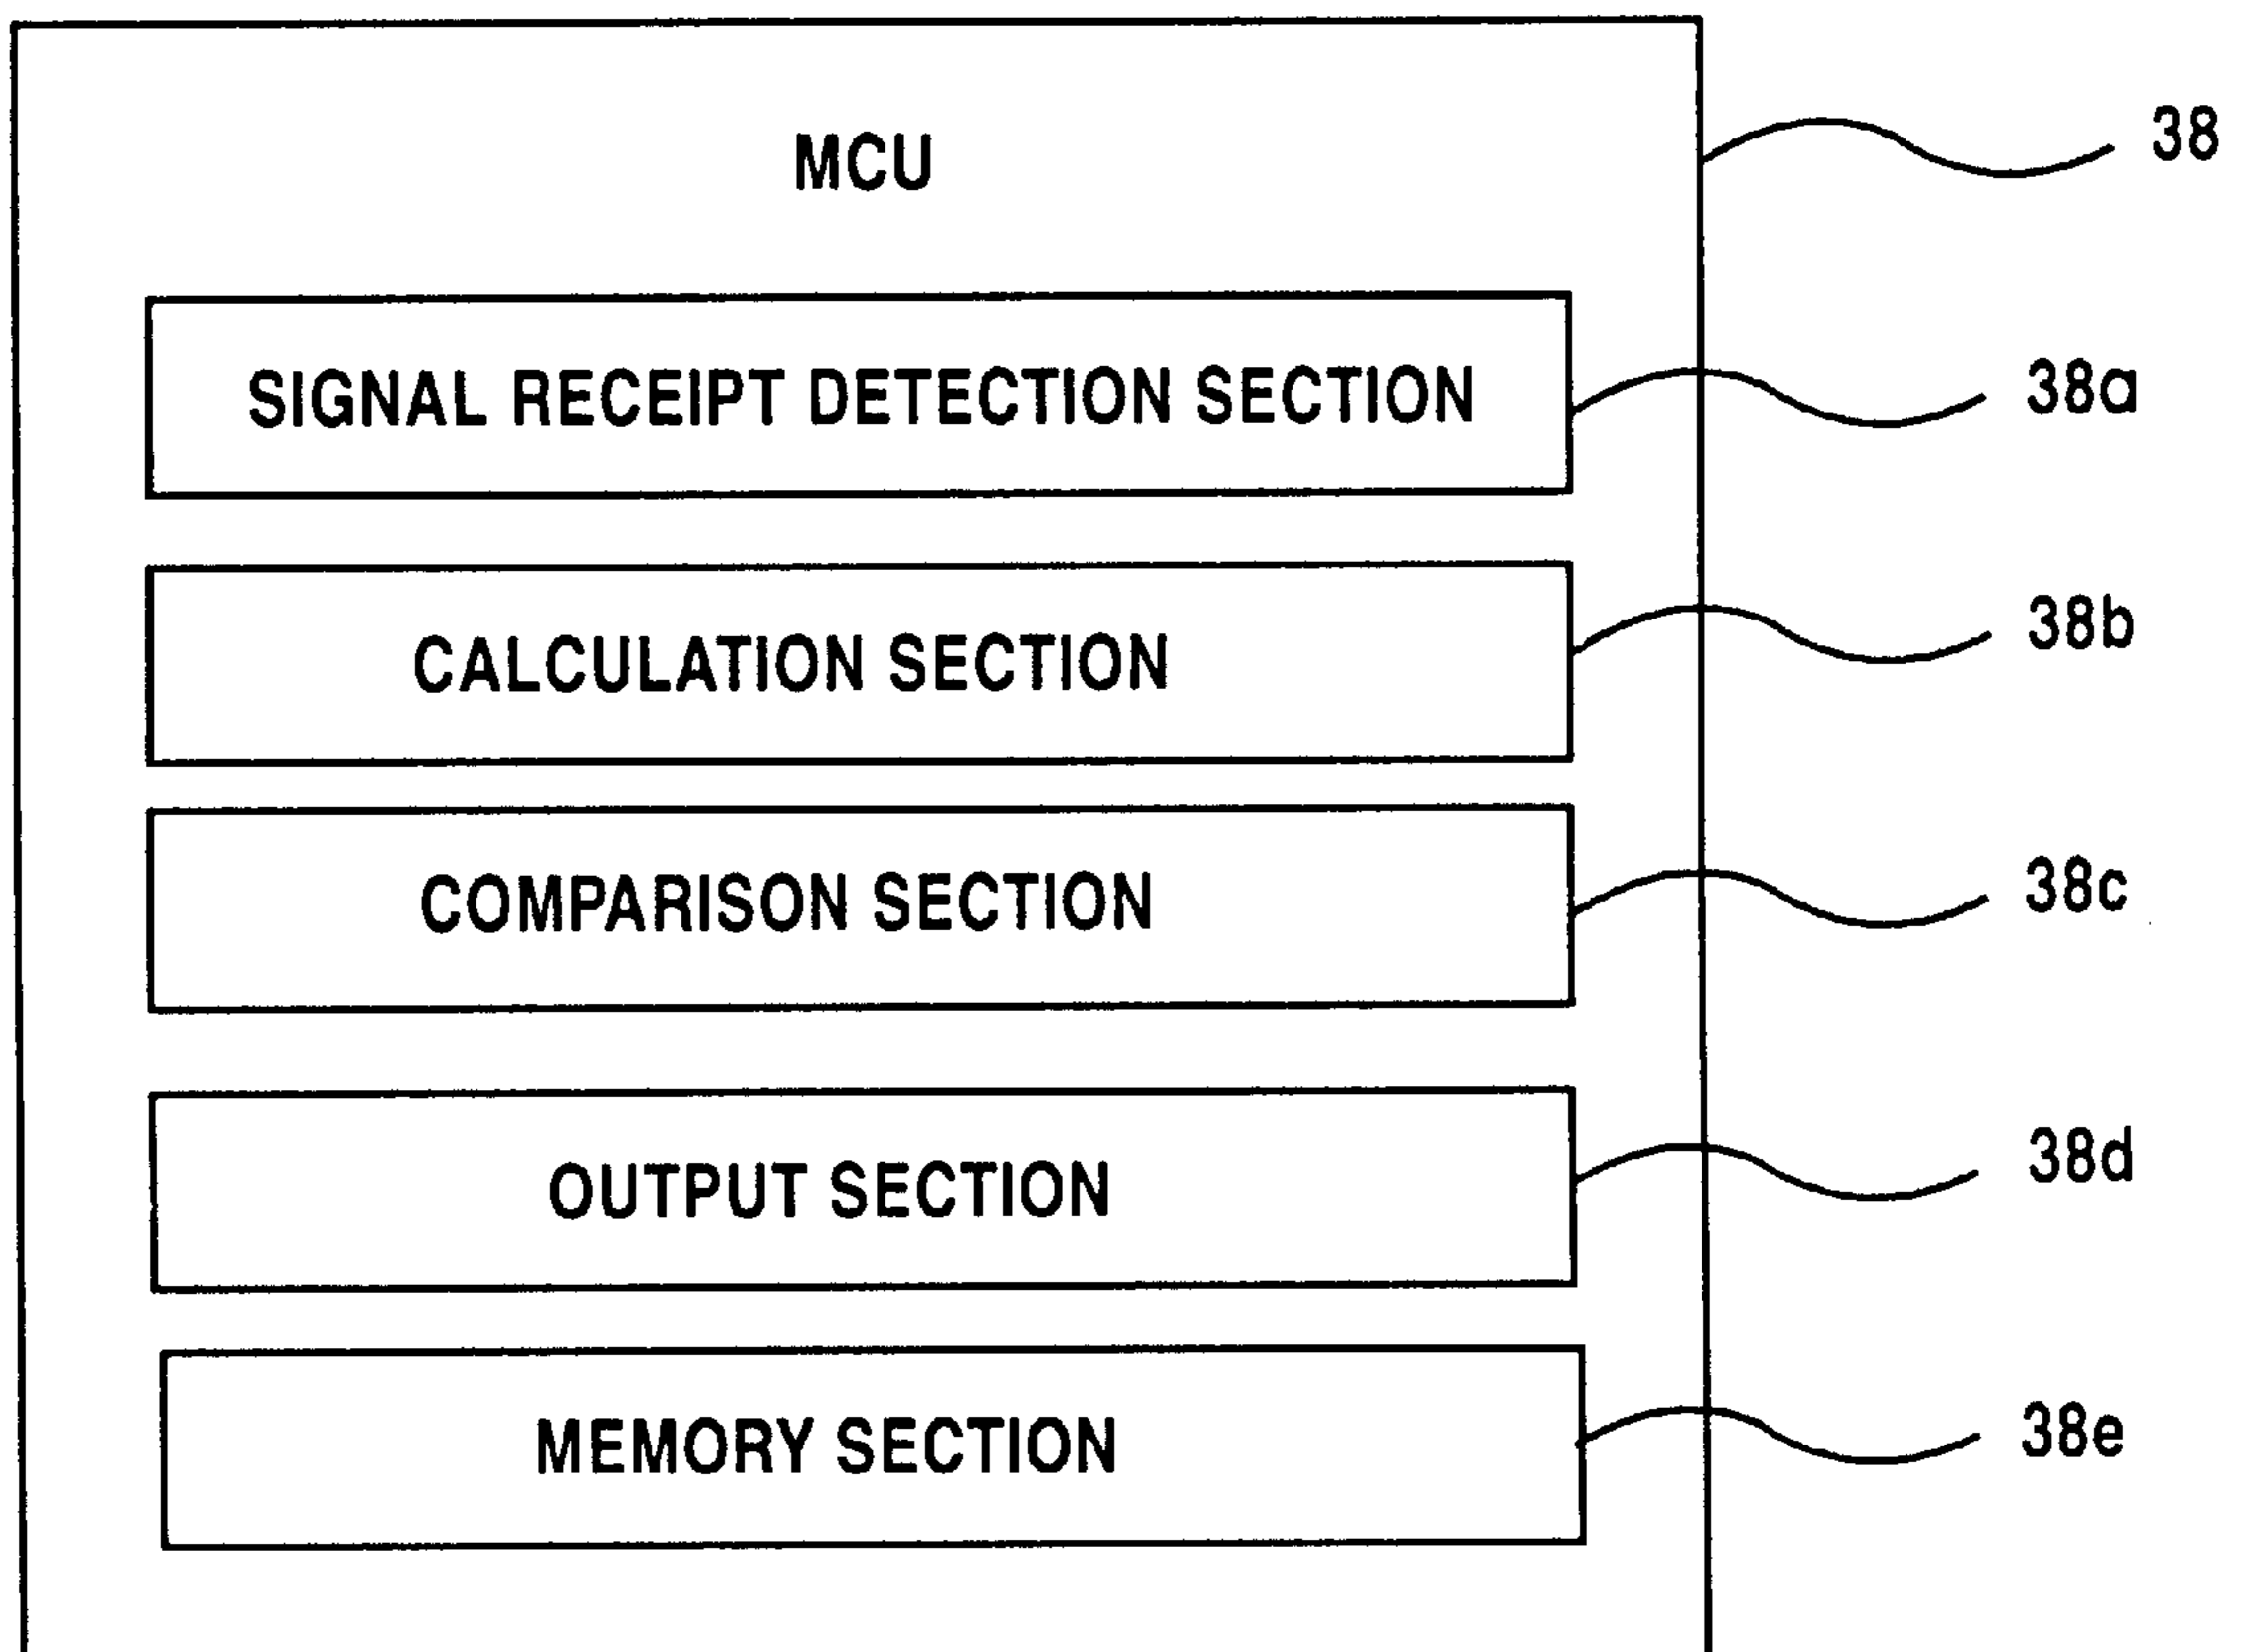 MCU
38
SIGNAL RECEIPT DETECTION SECTION
38a
CALCULATION SECTION
38b
COMPARISON SECTION
38c
OUTPUT SECTION
38d
MEMORY SECTION
38e